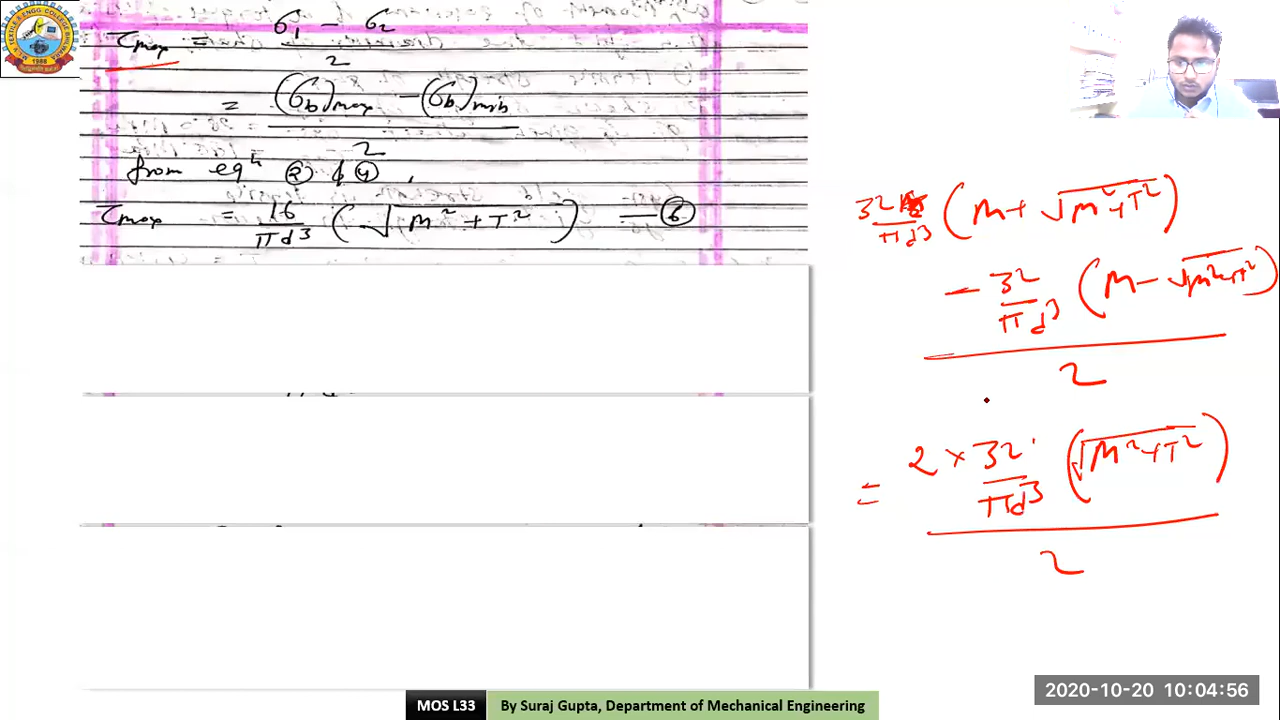 τmax = σ1 - σ2
2
= (σb)max - (σb)min
2
from eqⁿ ③ & ④,
τmax = 16/πd³ (√M² + T²) — ⑥
32/πd³ (M + √M² + T²)
- 32/πd³ (M - √M² + T²)
2
= 2 × 32/πd³ (√M² + T²)
2
1988
MOS L33 By Suraj Gupta, Department of Mechanical Engineering
2020-10-20 10:04:56